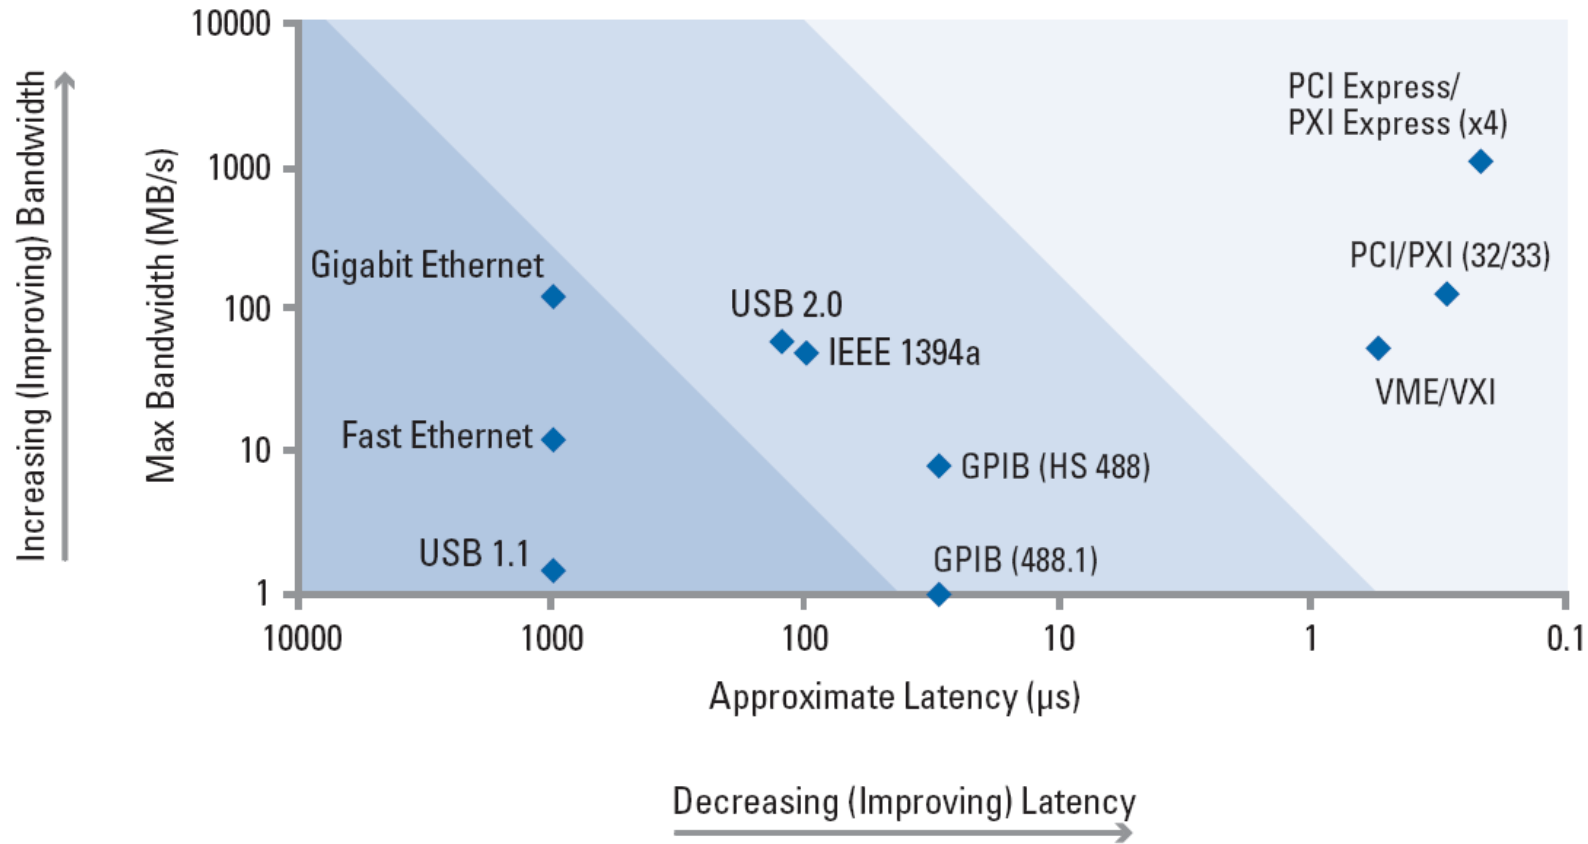 Increasing (Improving) Bandwidth
Max Bandwidth (MB/s)
10000
1000
100
10
1
PCI Express/
PXI Express (x4)
PCI/PXI (32/33)
VME/VXI
Gigabit Ethernet
USB 2.0
IEEE 1394a
Fast Ethernet
GPIB (HS 488)
USB 1.1
GPIB (488.1)
10000
1000
100
10
1
0.1
Approximate Latency (µs)
Decreasing (Improving) Latency